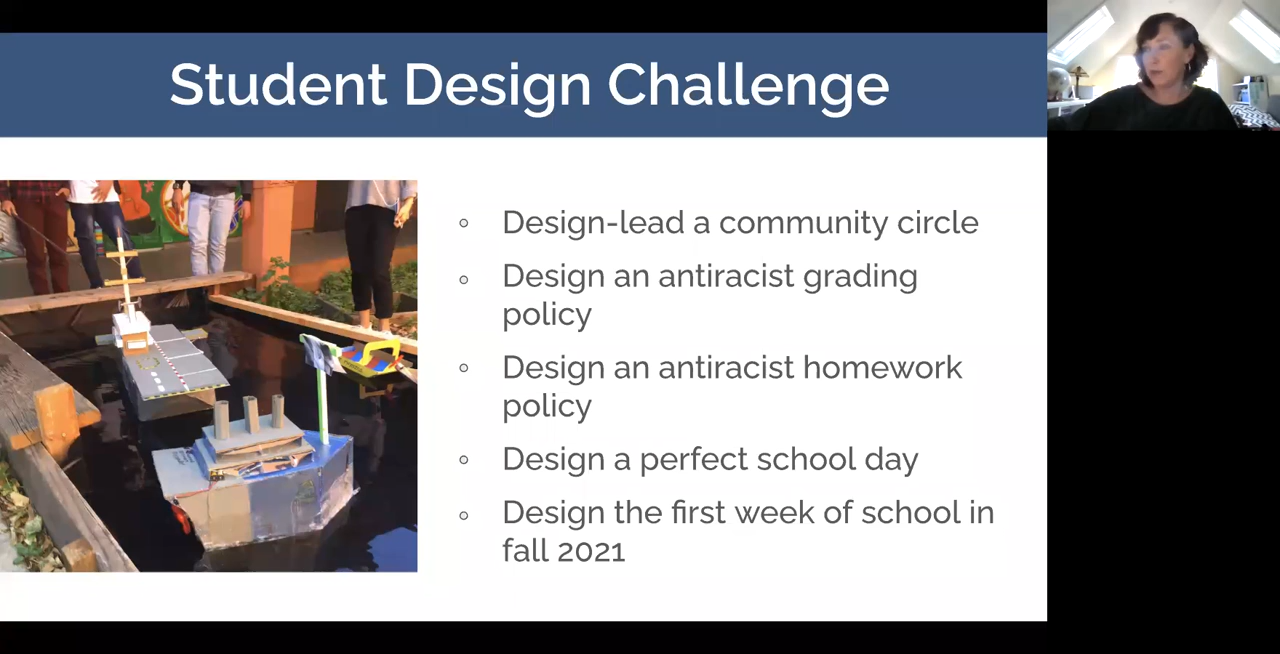 Student Design Challenge
Design-lead a community circle
Design an antiracist grading
policy
Design an antiracist homework
policy
Design a perfect school day
Design the first week of school in
fall 2021